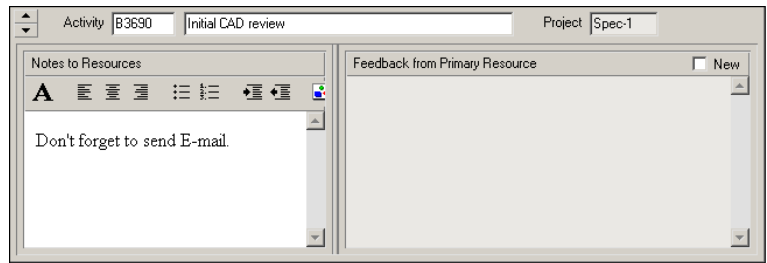 Activity B3690 Initial CAD review Project Spec-1
Notes to Resources
Don't forget to send E-mail.
Feedback from Primary Resource New